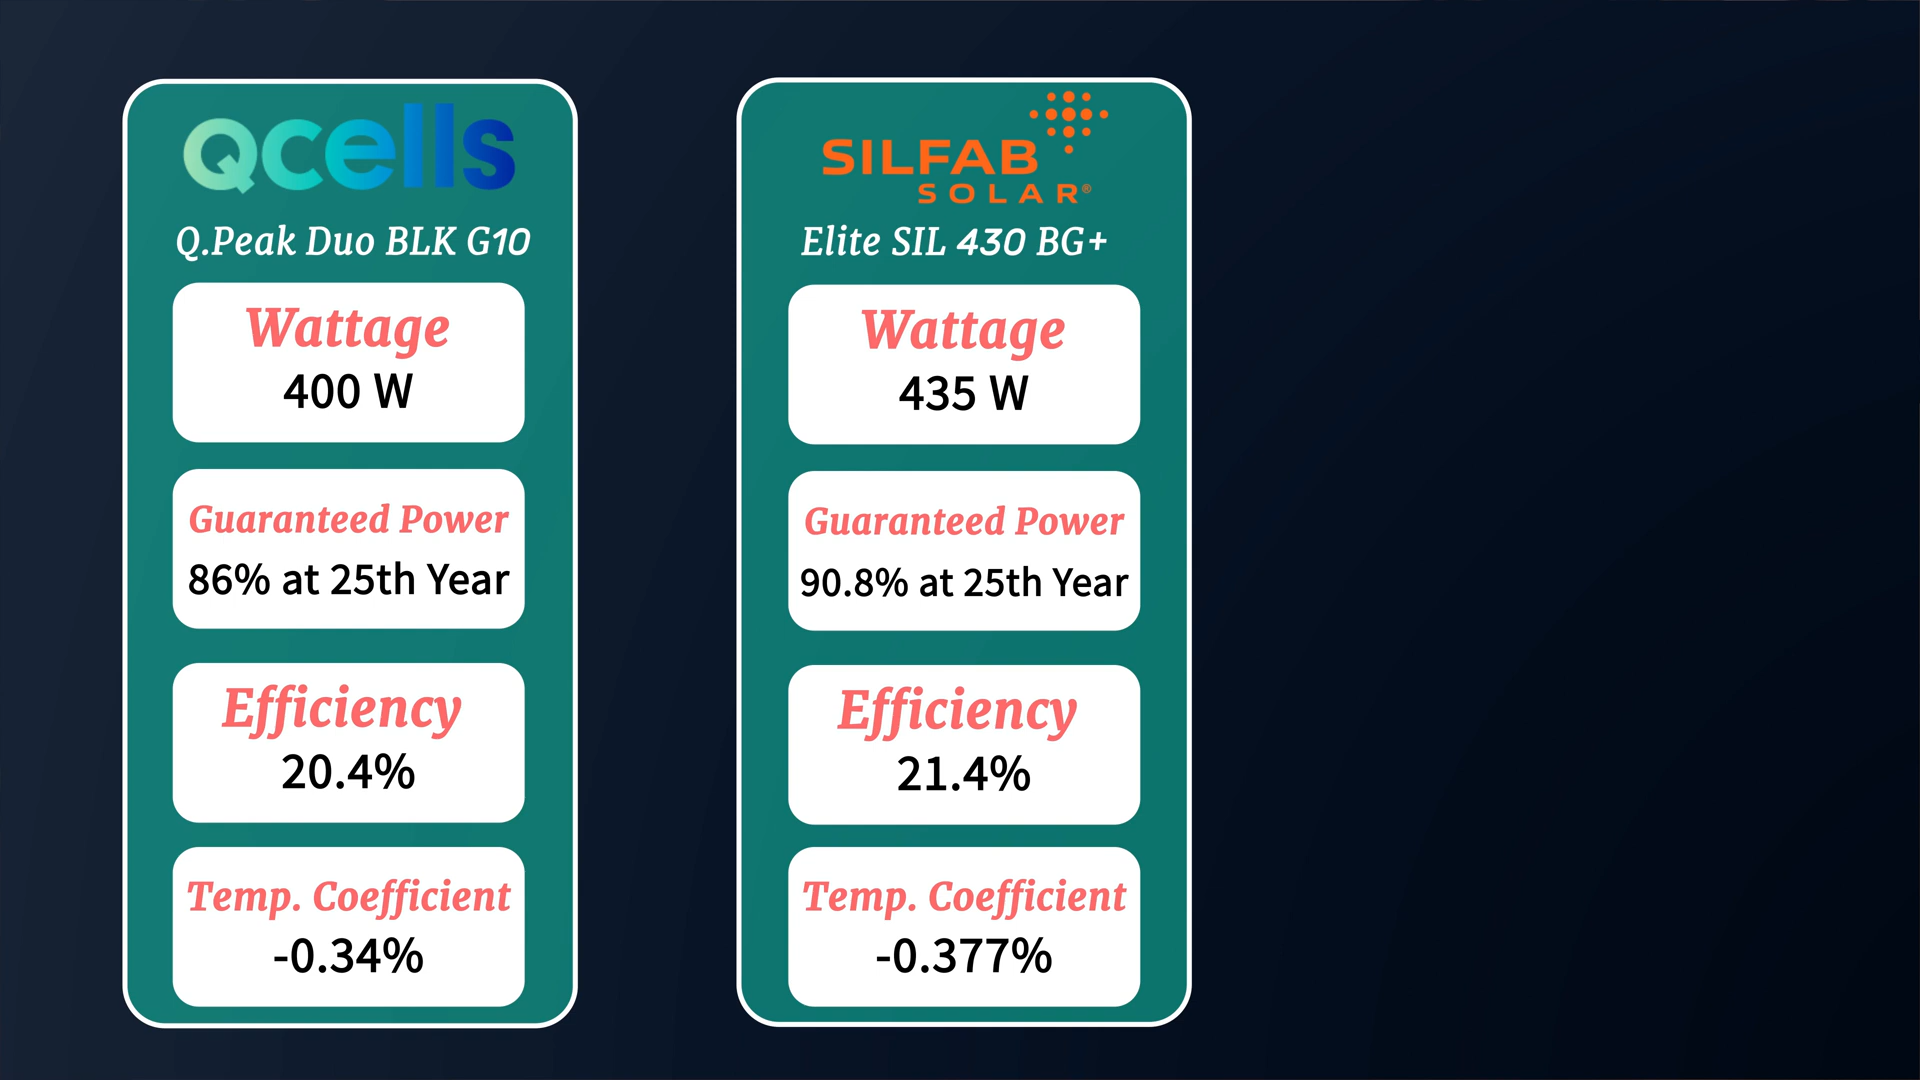 Qcells
Q.Peak Duo BLK G10
Wattage
400 W
Guaranteed Power
86% at 25th Year
Efficiency
20.4%
Temp. Coefficient
-0.34%
SILFAB
SOLAR®
Elite SIL 430 BG+
Wattage
435 W
Guaranteed Power
90.8% at 25th Year
Efficiency
21.4%
Temp. Coefficient
-0.377%